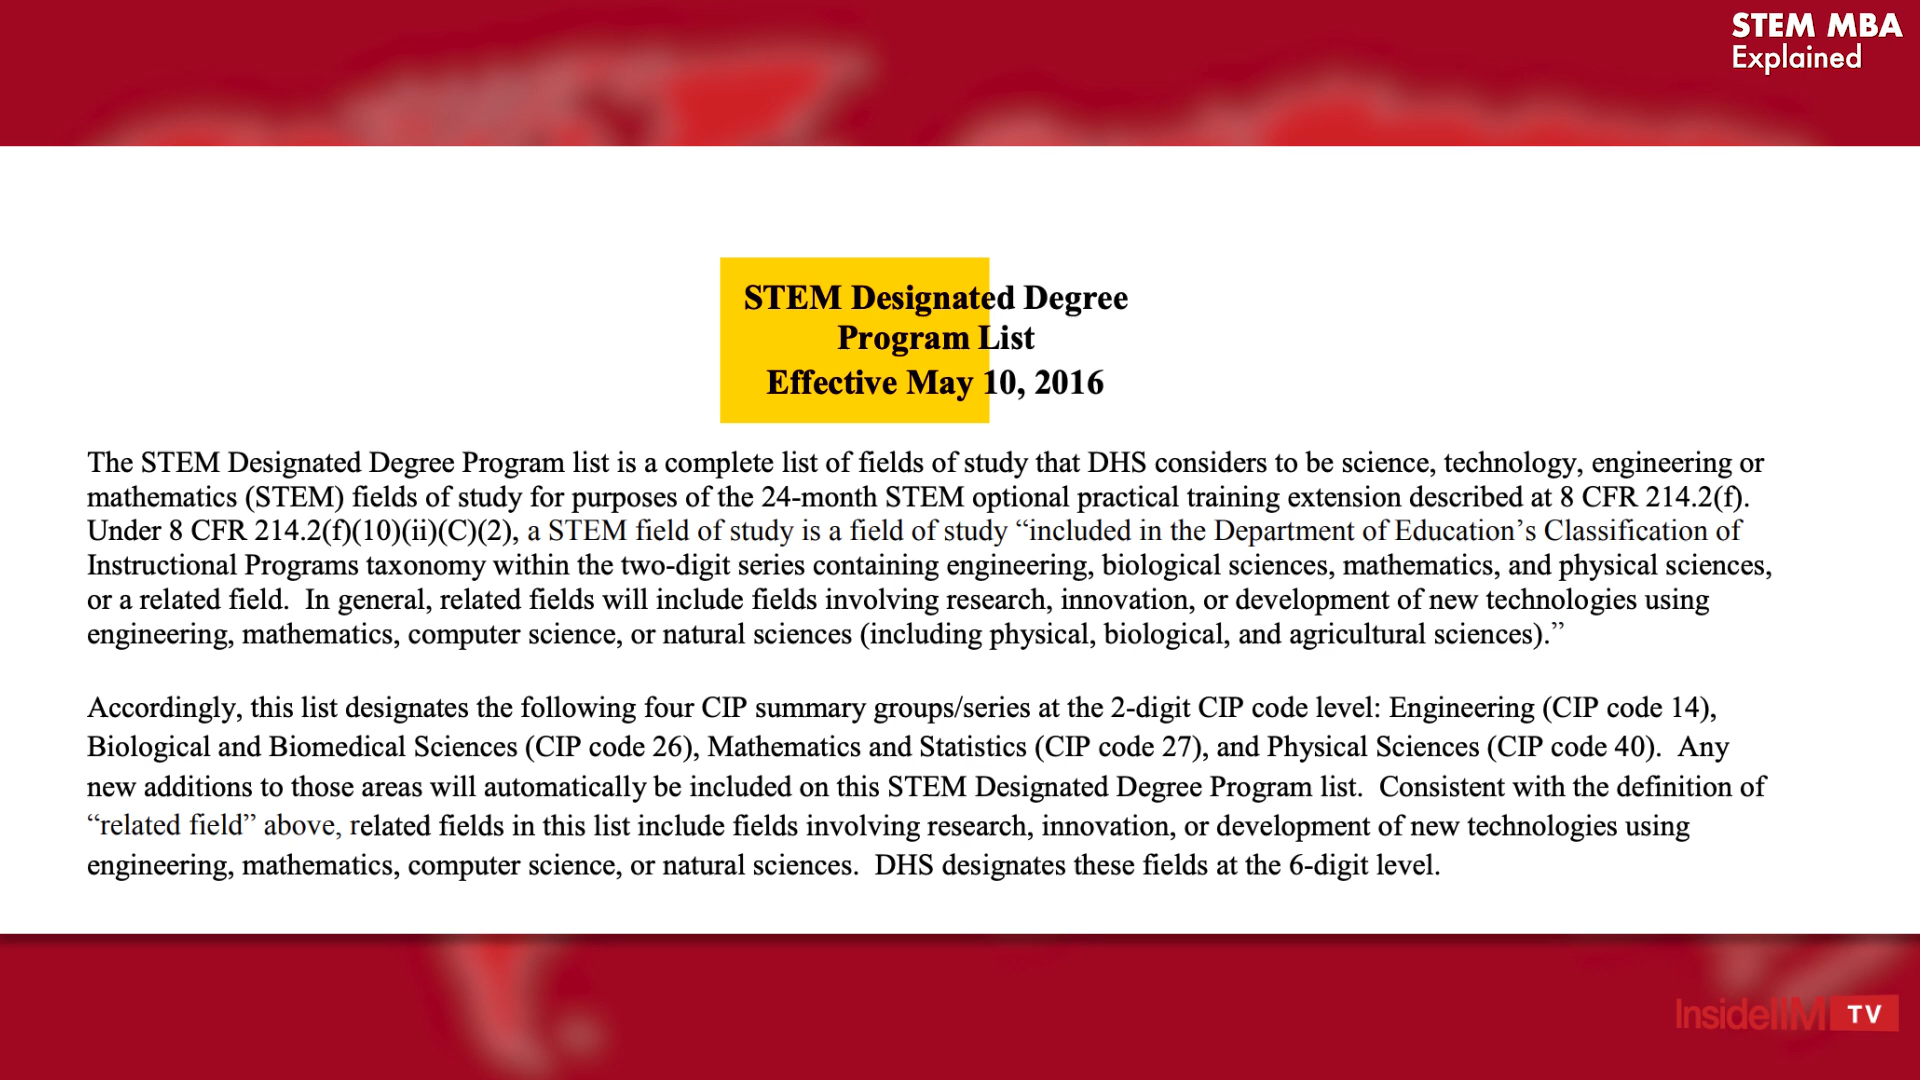 STEM MBA
Explained
STEM Designated Degree
Program List
Effective May 10, 2016
The STEM Designated Degree Program list is a complete list of fields of study that DHS considers to be science, technology, engineering or
mathematics (STEM) fields of study for purposes of the 24-month STEM optional practical training extension described at 8 CFR 214.2(f).
Under 8 CFR 214.2(f)(10)(ii)(C)(2), a STEM field of study is a field of study “included in the Department of Education’s Classification of
Instructional Programs taxonomy within the two-digit series containing engineering, biological sciences, mathematics, and physical sciences,
or a related field.  In general, related fields will include fields involving research, innovation, or development of new technologies using
engineering, mathematics, computer science, or natural sciences (including physical, biological, and agricultural sciences).”
Accordingly, this list designates the following four CIP summary groups/series at the 2-digit CIP code level: Engineering (CIP code 14),
Biological and Biomedical Sciences (CIP code 26), Mathematics and Statistics (CIP code 27), and Physical Sciences (CIP code 40).  Any
new additions to those areas will automatically be included on this STEM Designated Degree Program list.  Consistent with the definition of
“related field” above, related fields in this list include fields involving research, innovation, or development of new technologies using
engineering, mathematics, computer science, or natural sciences.  DHS designates these fields at the 6-digit level.
InsideIIM TV